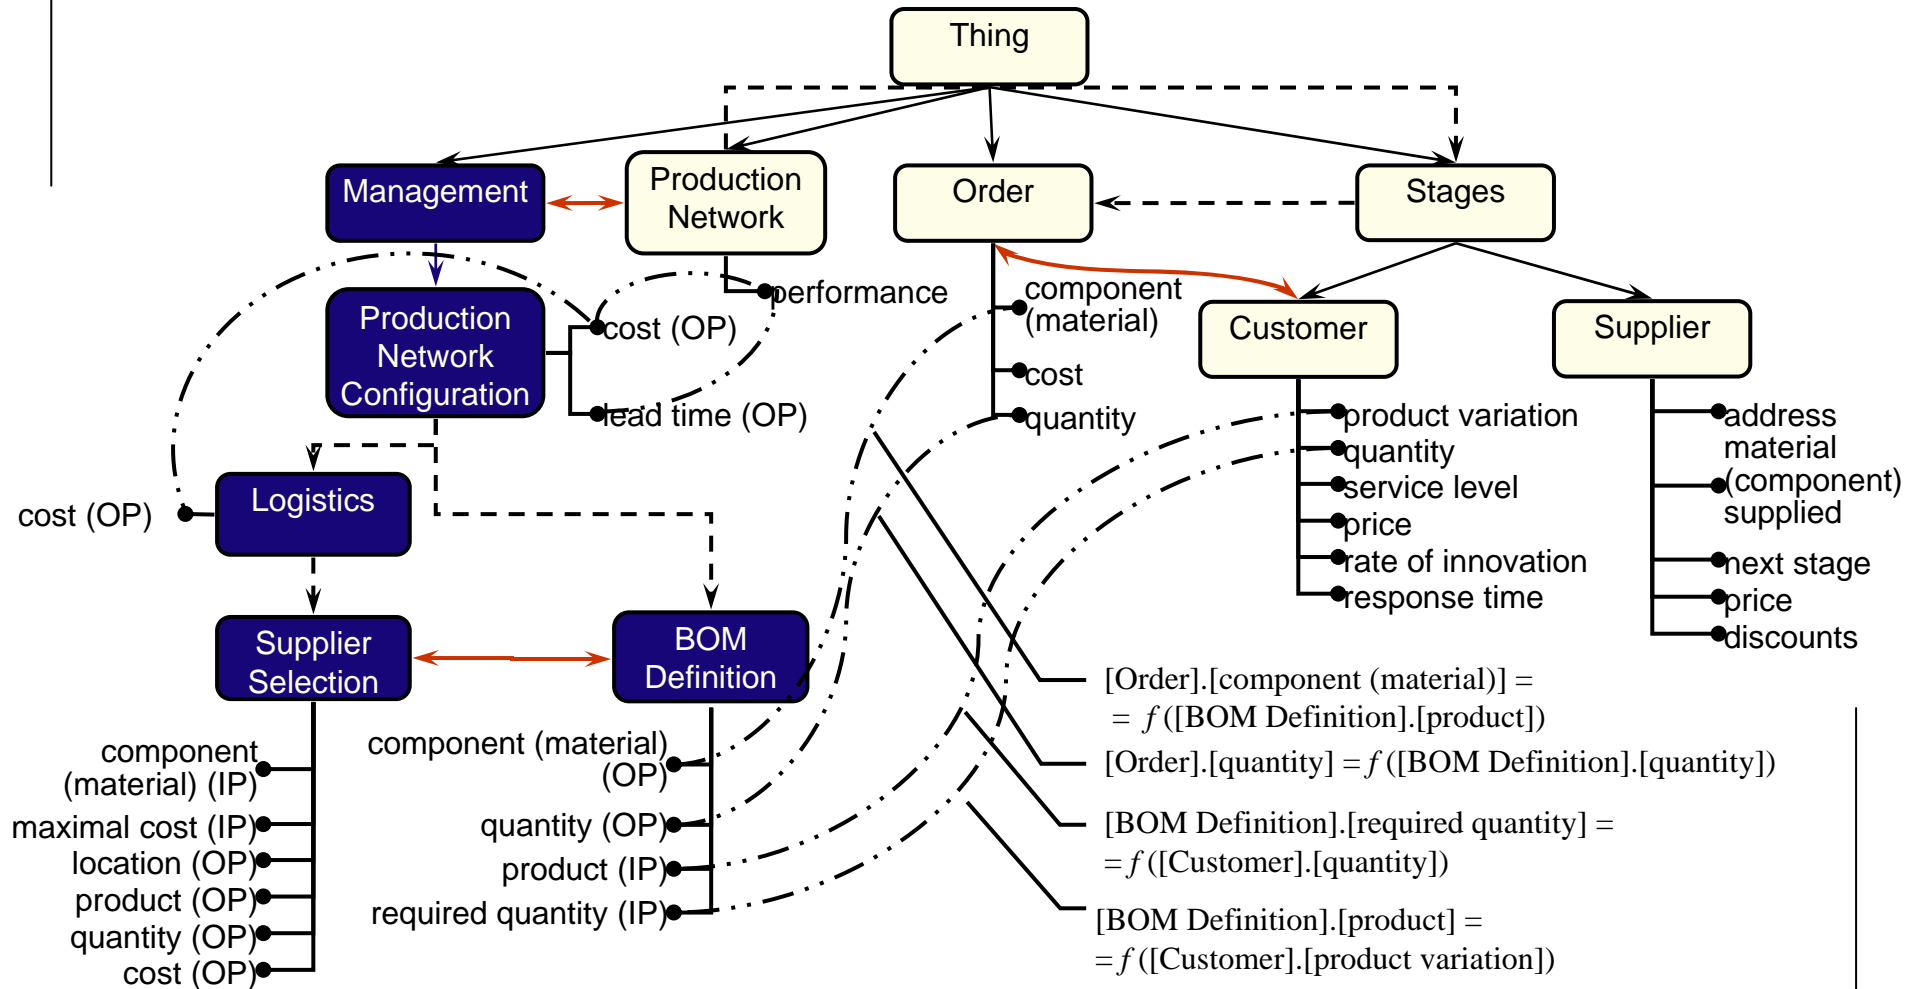 Thing
Management
Production
Network
Order
Stages
performance
Production
Network
Configuration
cost (OP)
lead time (OP)
component
(material)
cost
quantity
Customer
Supplier
product variation
quantity
service level
price
rate of innovation
response time
address
material
(component)
supplied
next stage
price
discounts
Logistics
cost (OP)
Supplier
Selection
BOM
Definition
component
(material) (IP)
maximal cost (IP)
location (OP)
product (OP)
quantity (OP)
cost (OP)
component (material)
(OP)
quantity (OP)
product (IP)
required quantity (IP)
[Order].[component (material)] =
= f ([BOM Definition].[product])
[Order].[quantity] = f ([BOM Definition].[quantity])
[BOM Definition].[required quantity] =
= f ([Customer].[quantity])
[BOM Definition].[product] =
= f ([Customer].[product variation])